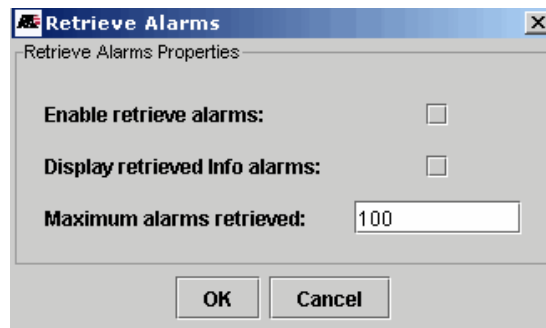 Retrieve Alarms
Retrieve Alarms Properties
Enable retrieve alarms:
Display retrieved Info alarms:
Maximum alarms retrieved: 100
OK Cancel